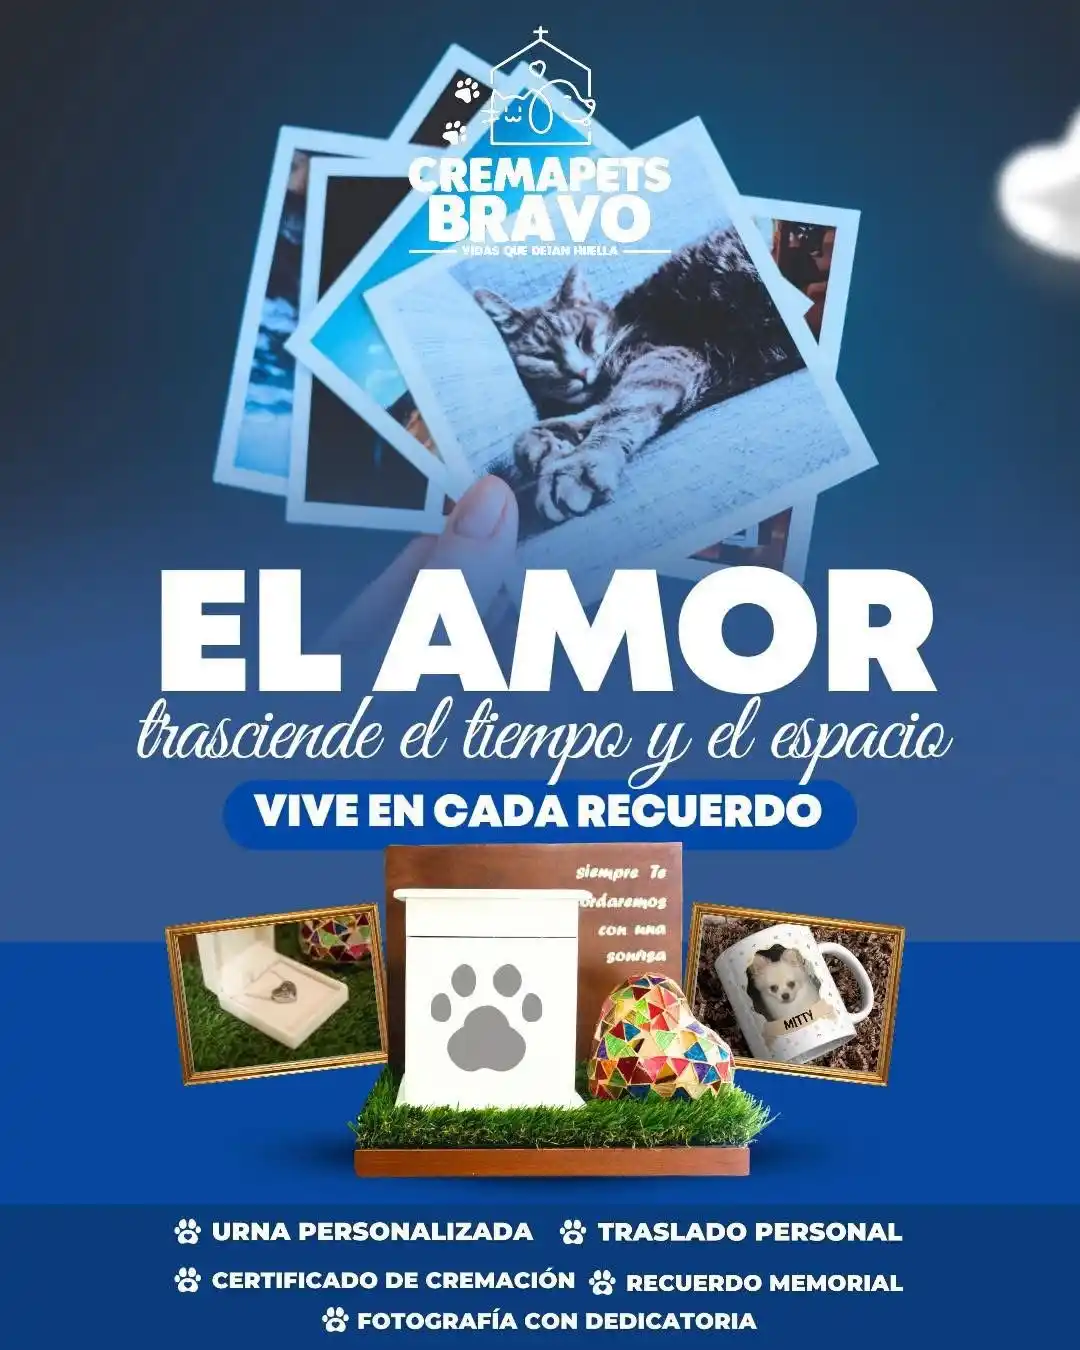 CREMAPETS
BRAVO
VIDAS QUE DEJAN HUELLA
EL AMOR
trasciende el tiempo y el espacio
VIVE EN CADA RECUERDO
siempre Te
ordaremos
con una
sonrisa
MITTY
URNA PERSONALIZADA
TRASLADO PERSONAL
CERTIFICADO DE CREMACIÓN
RECUERDO MEMORIAL
FOTOGRAFÍA CON DEDICATORIA